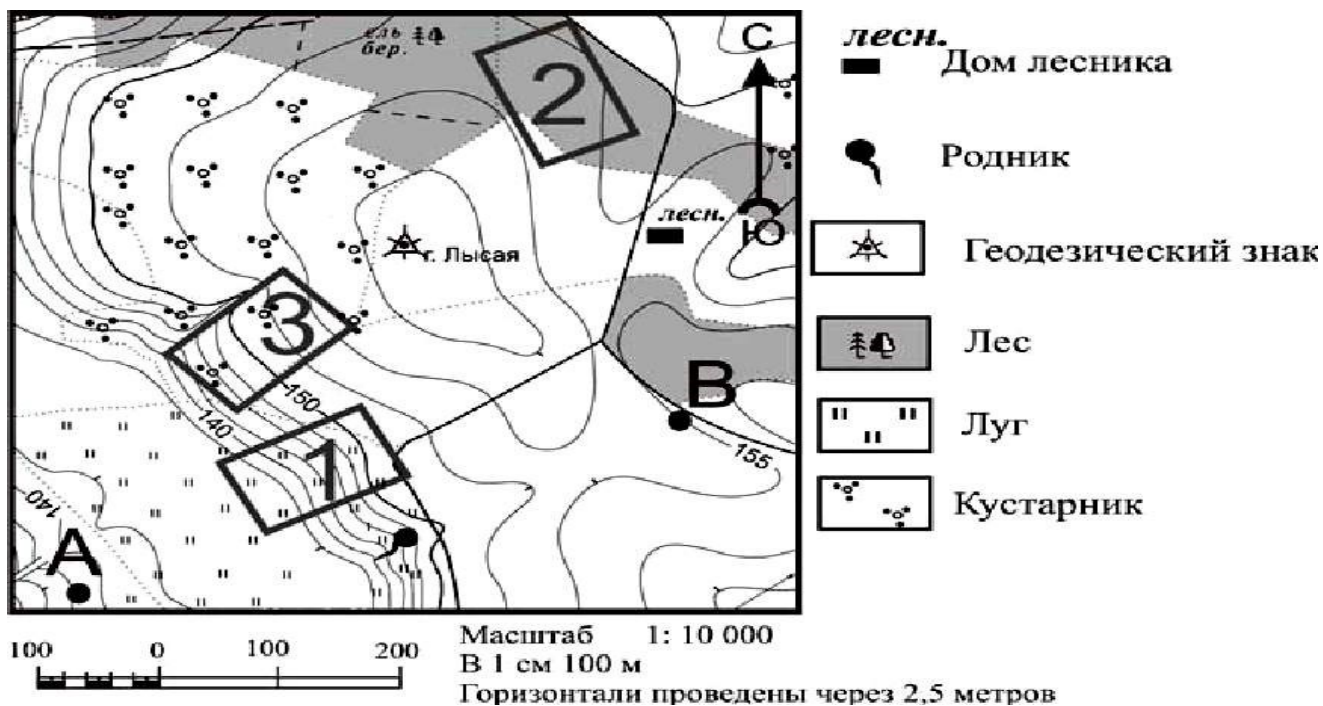 ель
бер.
2
С
Ю
лесн.
г. Лысая
3
150
140
1
В
155
140
А
лесн.
Дом лесника
Родник
Геодезический знак
Лес
Луг
Кустарник
100 0 100 200
Масштаб 1: 10 000
В 1 см 100 м
Горизонтали проведены через 2,5 метров